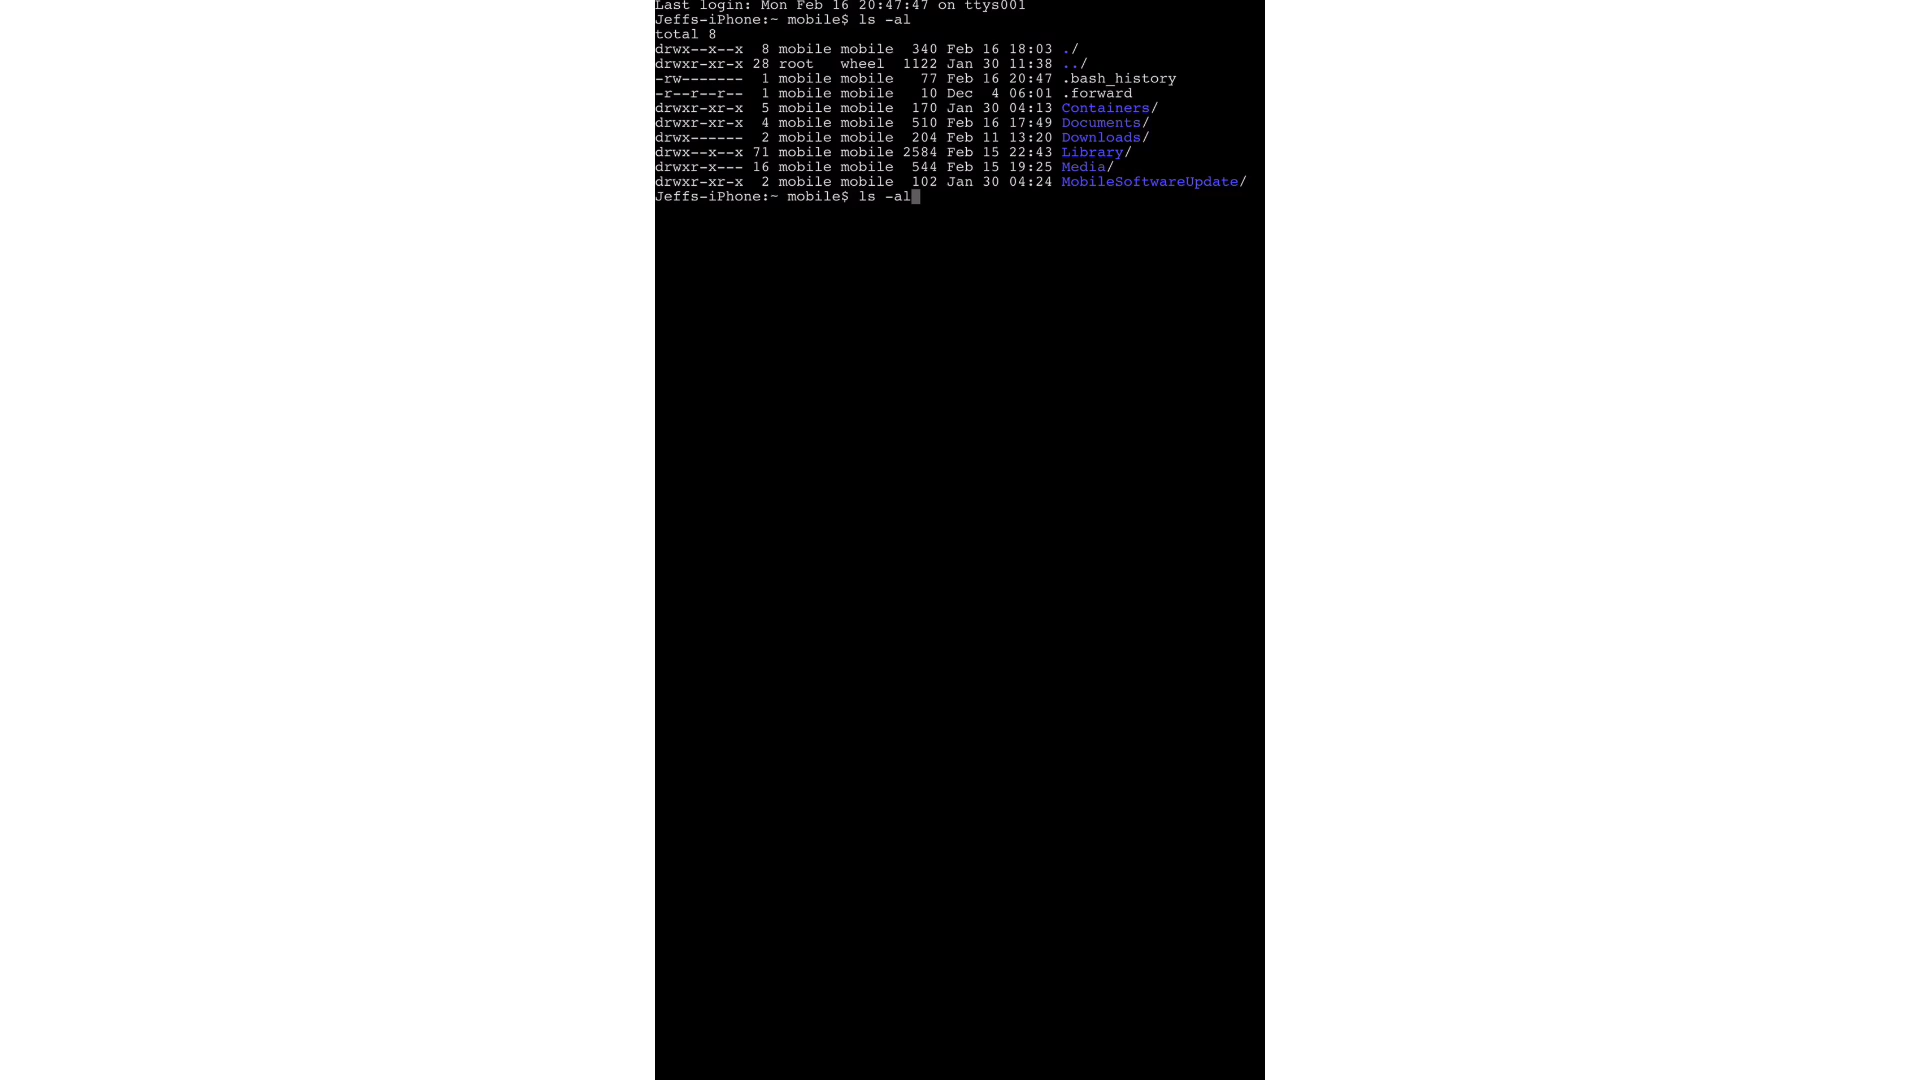 Last login: Mon Feb 16 20:47:47 on ttys001
Jeffs-iPhone:~ mobile$ ls -al
total 8
drwx--x--x  8 mobile mobile  340 Feb 16 18:03 ./
drwxr-xr-x 28 root   wheel  1122 Jan 30 11:38 ../
-rw-------  1 mobile mobile   77 Feb 16 20:47 .bash_history
-r--r--r--  1 mobile mobile   10 Dec  4 06:01 .forward
drwxr-xr-x  5 mobile mobile  170 Jan 30 04:13 Containers/
drwxr-xr-x  4 mobile mobile  510 Feb 16 17:49 Documents/
drwx------  2 mobile mobile  204 Feb 11 13:20 Downloads/
drwx--x--x 71 mobile mobile 2584 Feb 15 22:43 Library/
drwxr-x--- 16 mobile mobile  544 Feb 15 19:25 Media/
drwxr-xr-x  2 mobile mobile  102 Jan 30 04:24 MobileSoftwareUpdate/
Jeffs-iPhone:~ mobile$ ls -al